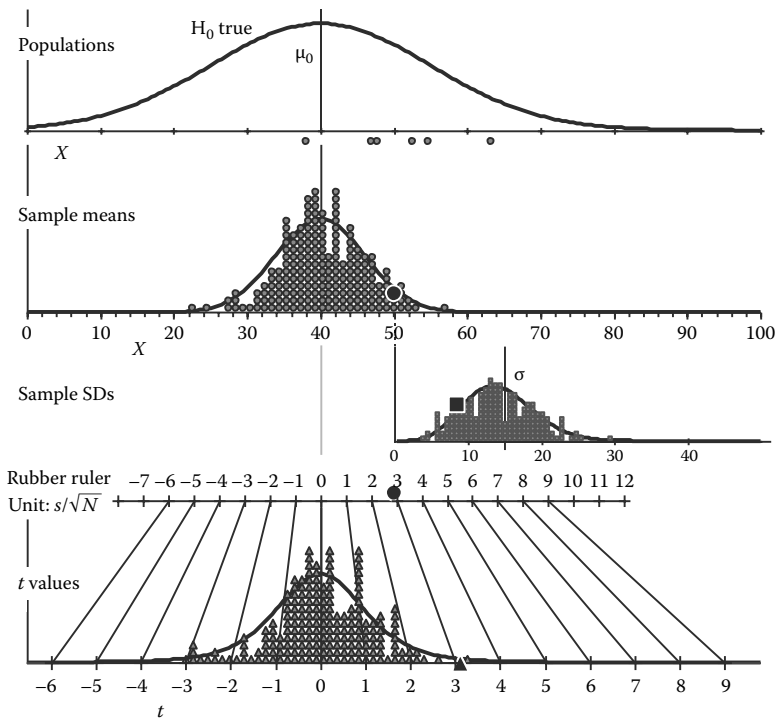 H₀ true
Populations
μ₀
X
Sample means
0 10 20 30 40 50 60 70 80 90 100
X
Sample SDs
σ
0 10 20 40
Rubber ruler
−7 −6 −5 −4 −3 −2 −1 0 1 2 3 4 5 6 7 8 9 10 11 12
Unit: s/√N
t values
−6 −5 −4 −3 −2 −1 0 1 2 3 4 5 6 7 8 9
t